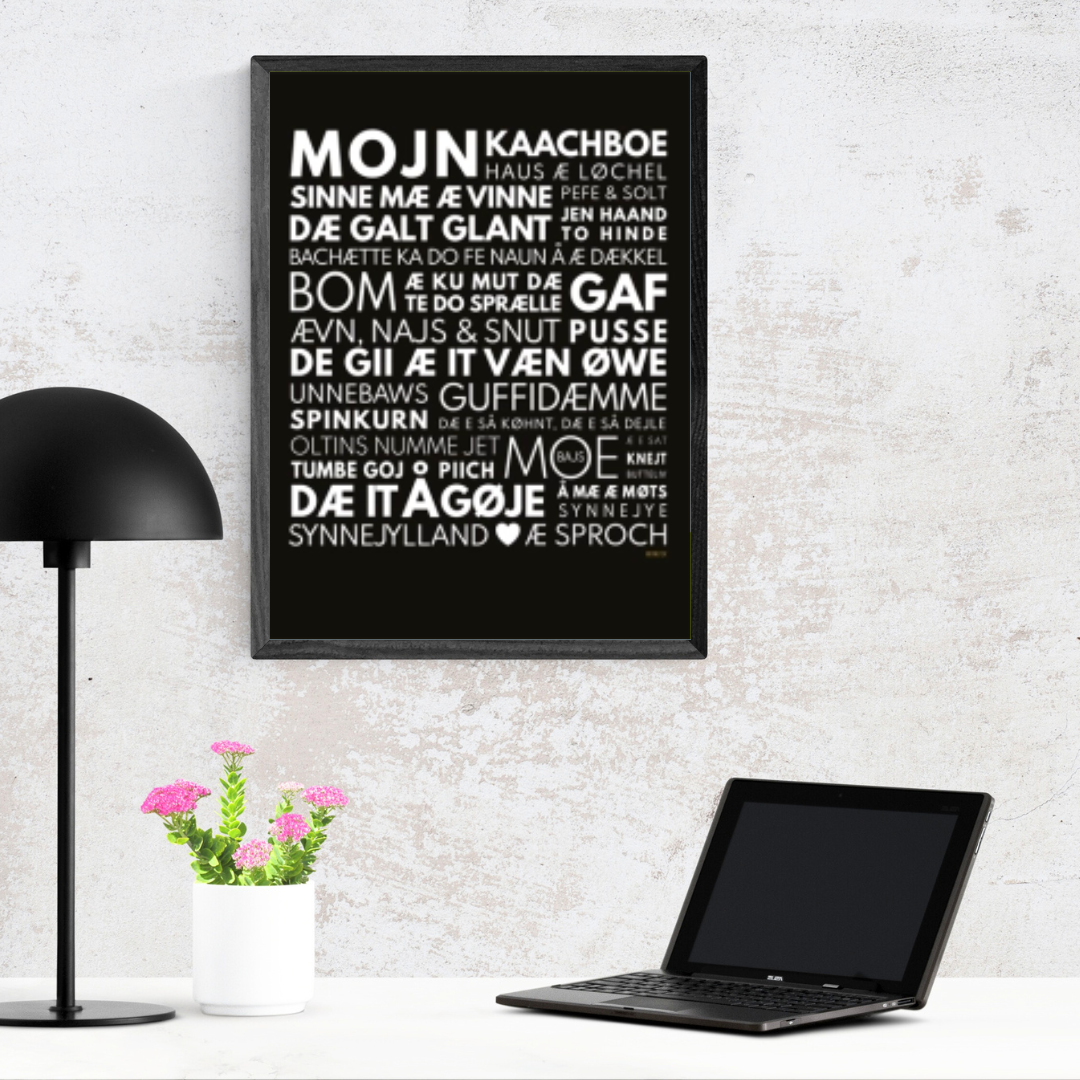 MOJN KAACHBOE
HAUS Æ LØCHEL
SINNE MÆ Æ VINNE PEFE & SOLT
DÆ GALT GLANT JEN HAAND
TO HINDE
BACHÆTTE KA DO FE NAUN Å Æ DÆKKEL
BOM Æ KU MUT DÆ
TE DO SPRÆLLE GAF
ÆVN, NAJS & SNUT PUSSE
DE GII Æ IT VÆN ØWE
UNNEBAWS GUFFIDÆMME
SPINKURN DÆ E SÅ KØHNT, DÆ E SÅ DEJLE
OLTINS NUMME JET MOE
BAJS
Æ E SAT
KNEJT
TUMBE GOJ Å PIICH
DÆ IT ÅGØJE Å MÆ Æ MØTS
SYNNEJYE
SYNNEJYLLAND ♥ Æ SPROCH